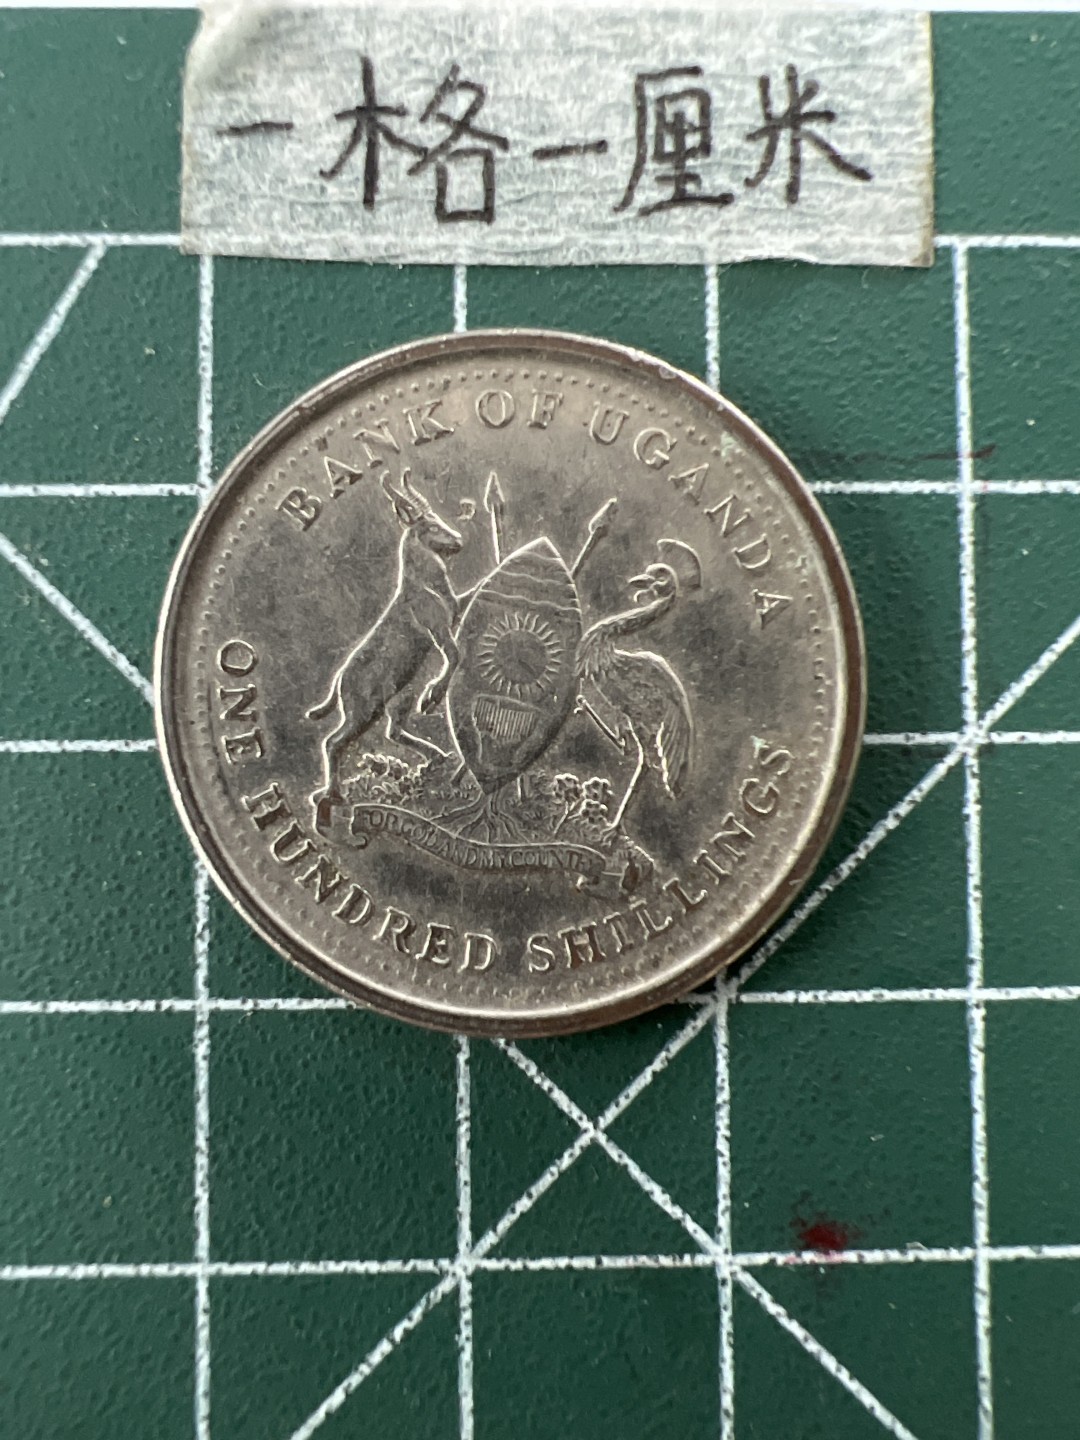 一格一厘米
BANK OF UGANDA
FOR GOD AND MY COUNTRY
ONE HUNDRED SHILLINGS